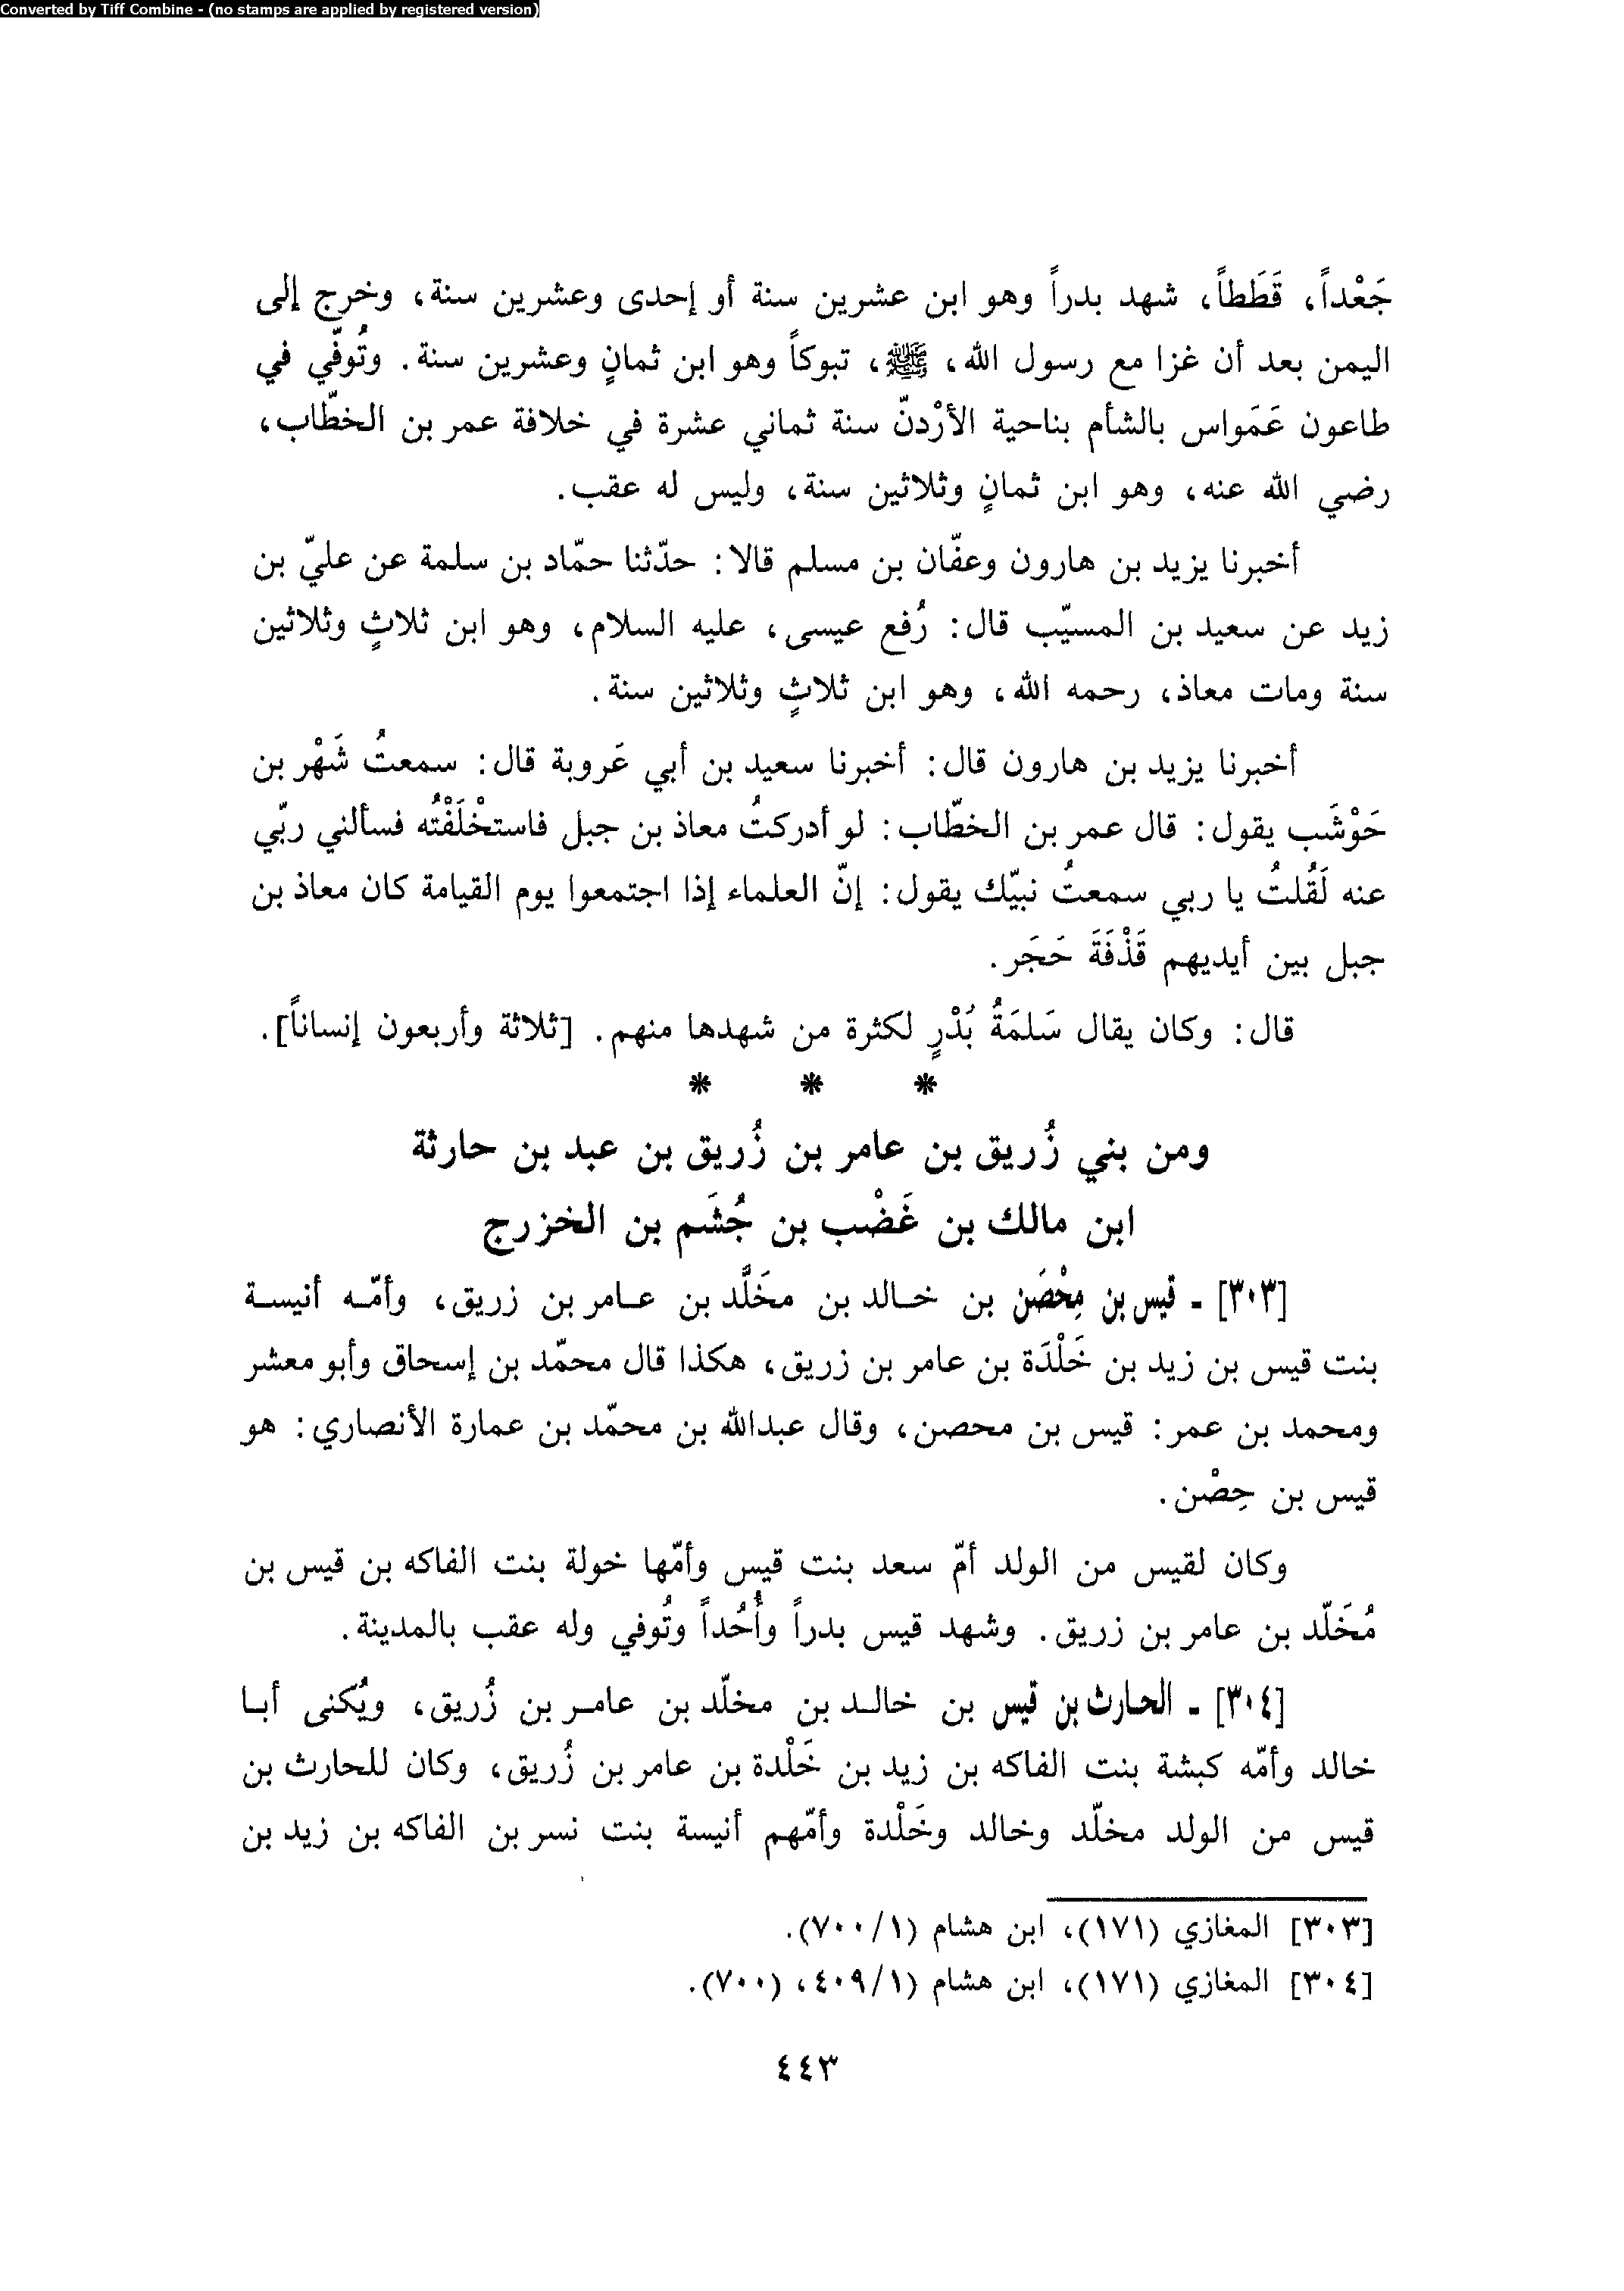 Converted by Tiff Combine - (no stamps are applied by registered version)
جَعْداً، قَطَطاً، شهد بدراً وهو ابن عشرين سنة أو إحدى وعشرين سنة، وخرج إلى
اليمن بعد أن غزا مع رسول الله، ﷺ، تبوكاً وهو ابن ثمانٍ وعشرين سنة. وتُوفّي في
طاعون عَمَواس بالشأم بناحية الأرْدنّ سنة ثماني عشرة في خلافة عمر بن الخطّاب،
رضي الله عنه، وهو ابن ثمانٍ وثلاثين سنة، وليس له عقب.
أخبرنا يزيد بن هارون وعفّان بن مسلم قالا: حدّثنا حمّاد بن سلمة عن عليّ بن
زيد عن سعيد بن المسيّب قال: رُفع عيسى، عليه السلام، وهو ابن ثلاثٍ وثلاثين
سنة ومات معاذ، رحمه الله، وهو ابن ثلاثٍ وثلاثين سنة.
أخبرنا يزيد بن هارون قال: أخبرنا سعيد بن أبي عَروبة قال: سمعتُ شَهْر بن
حَوْشَب يقول: قال عمر بن الخطّاب: لو أدركتُ معاذ بن جبل فاستخْلَفْتُه فسألني ربّي
عنه لَقُلتُ يا ربي سمعتُ نبيّك يقول: إنّ العلماء إذا اجتمعوا يوم القيامة كان معاذ بن
جبل بين أيديهم قَذْفَةَ حَجَر.
قال: وكان يقال سَلمَةُ بَدْرٍ لكثرة من شهدها منهم. [ثلاثة وأربعون إنساناً].
* * *
ومن بني زُريق بن عامر بن زُريق بن عبد بن حارثة
ابن مالك بن غَضْب بن جُشَم بن الخزرج
[٣٠٣] - قيس بن مِحْصَن بن خالد بن مخَلَّد بن عامر بن زريق، وأمّه أنيسة
بنت قيس بن زيد بن خَلْدَة بن عامر بن زريق، هكذا قال محمّد بن إسحاق وأبو معشر
ومحمد بن عمر: قيس بن محصن، وقال عبدالله بن محمّد بن عمارة الأنصاري: هو
قيس بن حِصْن.
وكان لقيس من الولد أمّ سعد بنت قيس وأمّها خولة بنت الفاكه بن قيس بن
مُخَلّد بن عامر بن زريق. وشهد قيس بدراً وأُحُداً وتُوفي وله عقب بالمدينة.
[٣٠٤] - الحارث بن قيس بن خالد بن مخلّد بن عامر بن زُريق، ويُكنى أبا
خالد وأمّه كبشة بنت الفاكه بن زيد بن خَلْدة بن عامر بن زُريق، وكان للحارث بن
قيس من الولد مخلّد وخالد وخَلْدة وأمّهم أنيسة بنت نسر بن الفاكه بن زيد بن
[٣٠٣] المغازي (١٧١)، ابن هشام (٧٠٠/١).
[٣٠٤] المغازي (١٧١)، ابن هشام (٤٠٩/١، (٧٠٠).
٤٤٣